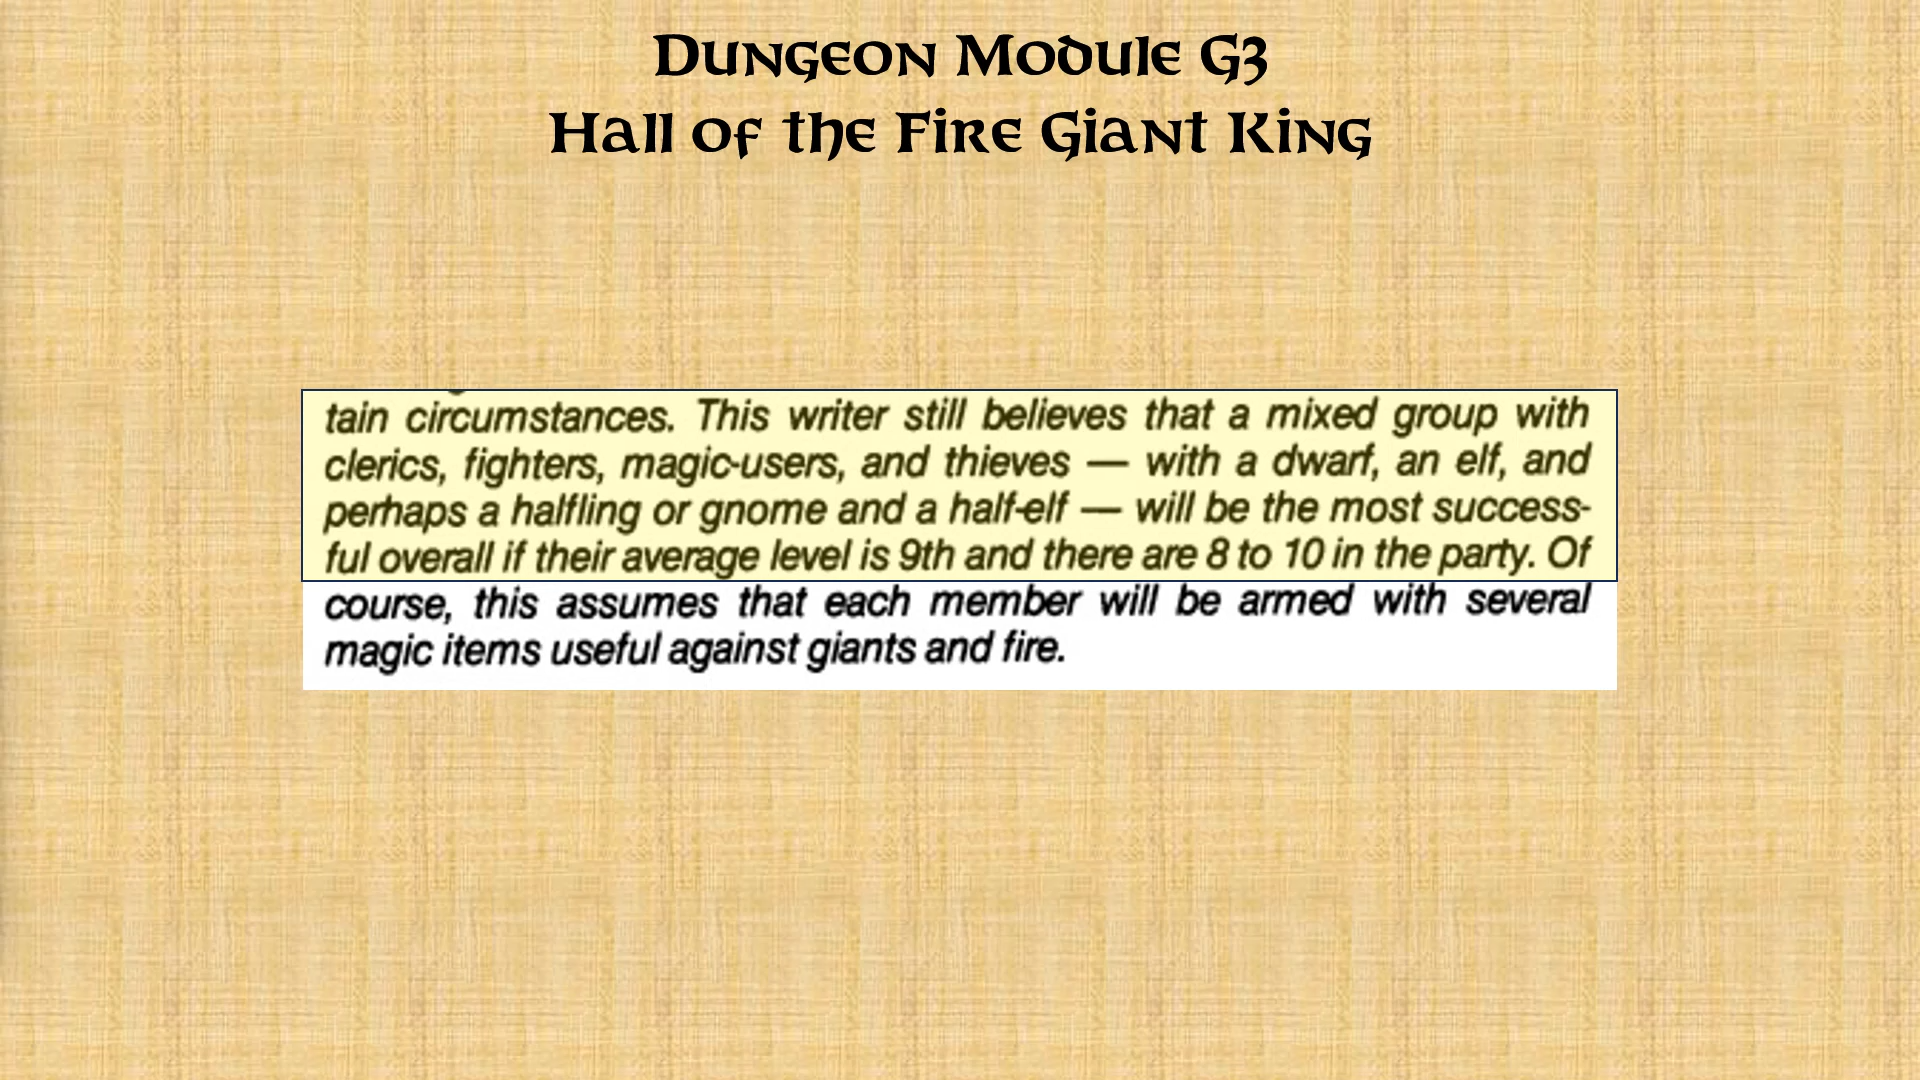 Dungeon Module G3
Hall of the Fire Giant King
tain circumstances. This writer still believes that a mixed group with
clerics, fighters, magic-users, and thieves — with a dwarf, an elf, and
perhaps a halfling or gnome and a half-elf — will be the most success-
ful overall if their average level is 9th and there are 8 to 10 in the party. Of
course, this assumes that each member will be armed with several
magic items useful against giants and fire.